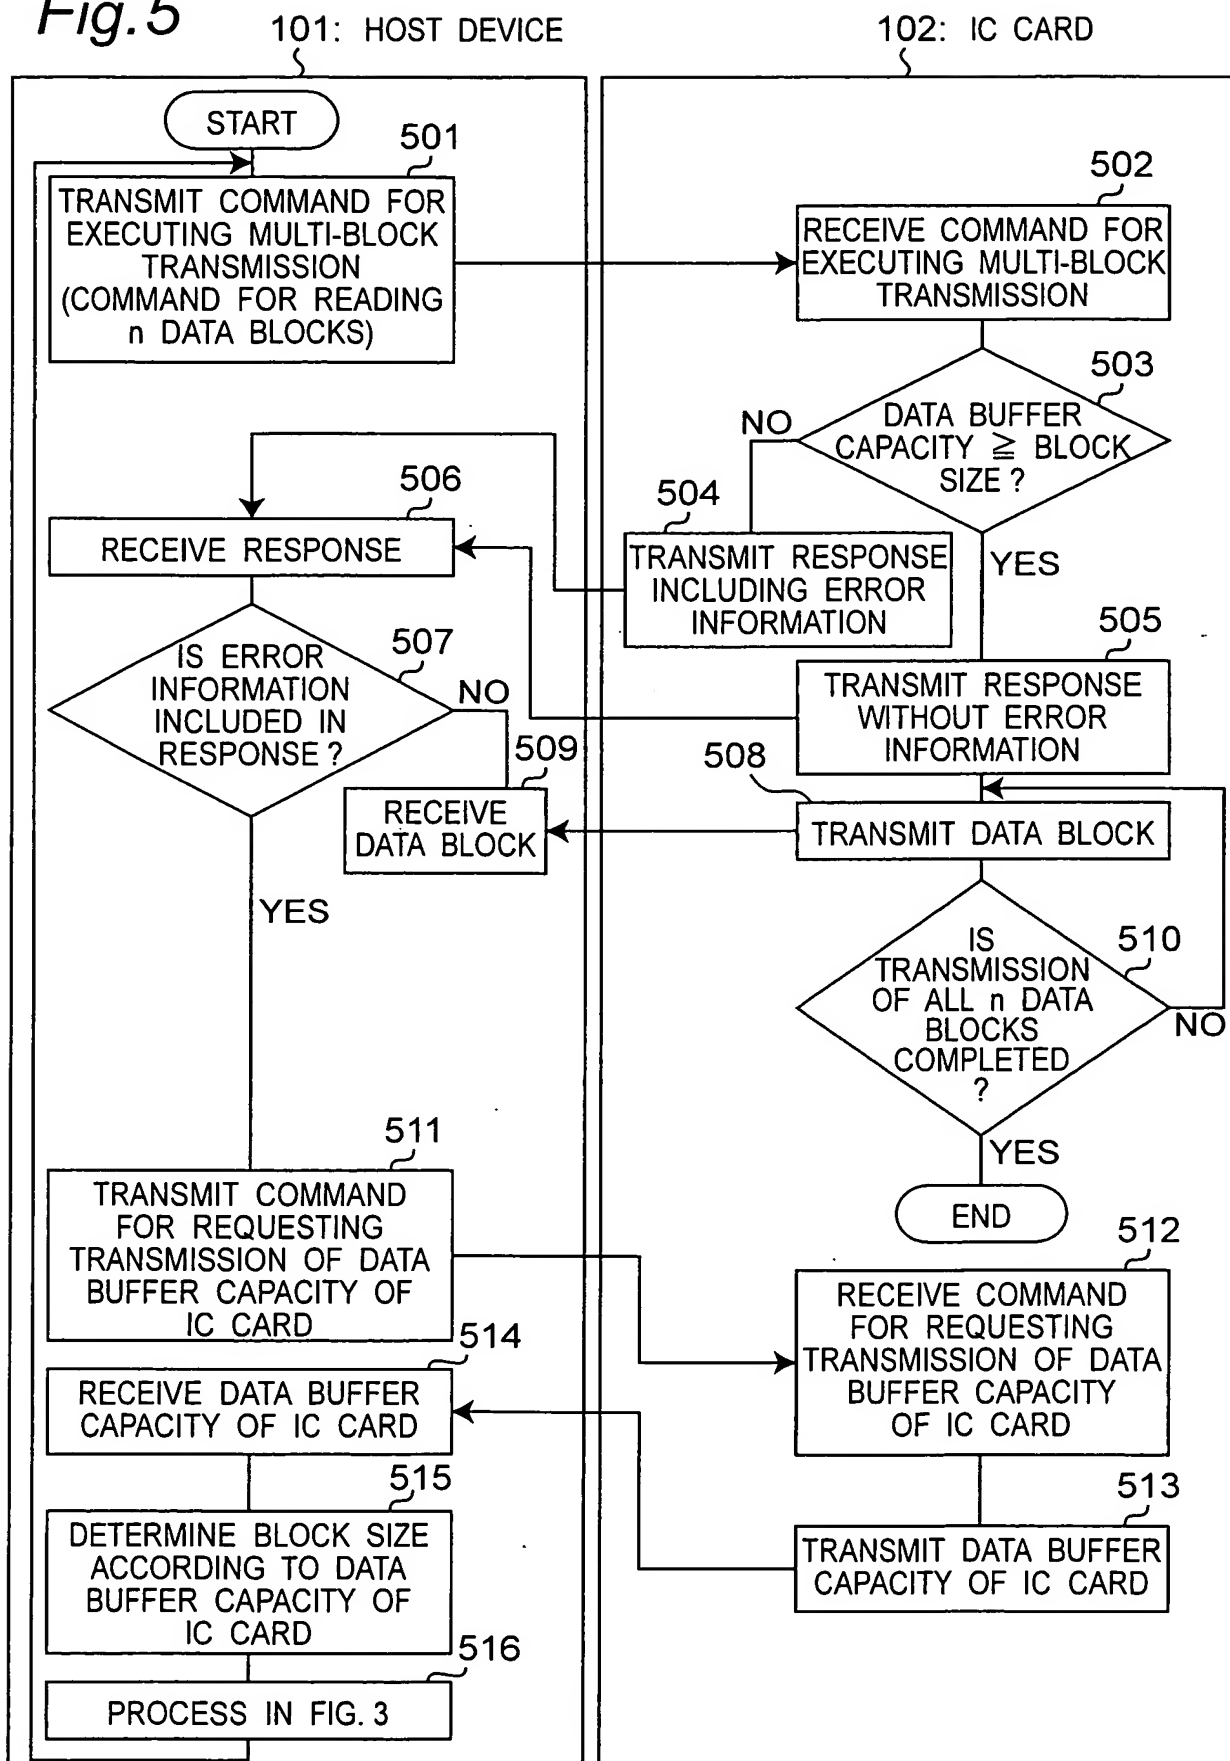 Fig.5
101: HOST DEVICE
102: IC CARD
START
501
TRANSMIT COMMAND FOR
EXECUTING MULTI-BLOCK
TRANSMISSION
(COMMAND FOR READING
n DATA BLOCKS)
502
RECEIVE COMMAND FOR
EXECUTING MULTI-BLOCK
TRANSMISSION
503
DATA BUFFER
CAPACITY ≧ BLOCK
SIZE ?
NO
YES
504
TRANSMIT RESPONSE
INCLUDING ERROR
INFORMATION
505
TRANSMIT RESPONSE
WITHOUT ERROR
INFORMATION
506
RECEIVE RESPONSE
507
IS ERROR
INFORMATION
INCLUDED IN
RESPONSE ?
NO
YES
508
TRANSMIT DATA BLOCK
509
RECEIVE
DATA BLOCK
510
IS
TRANSMISSION
OF ALL n DATA
BLOCKS
COMPLETED
?
NO
YES
END
511
TRANSMIT COMMAND
FOR REQUESTING
TRANSMISSION OF DATA
BUFFER CAPACITY OF
IC CARD
512
RECEIVE COMMAND
FOR REQUESTING
TRANSMISSION OF DATA
BUFFER CAPACITY
OF IC CARD
513
TRANSMIT DATA BUFFER
CAPACITY OF IC CARD
514
RECEIVE DATA BUFFER
CAPACITY OF IC CARD
515
DETERMINE BLOCK SIZE
ACCORDING TO DATA
BUFFER CAPACITY OF
IC CARD
516
PROCESS IN FIG. 3